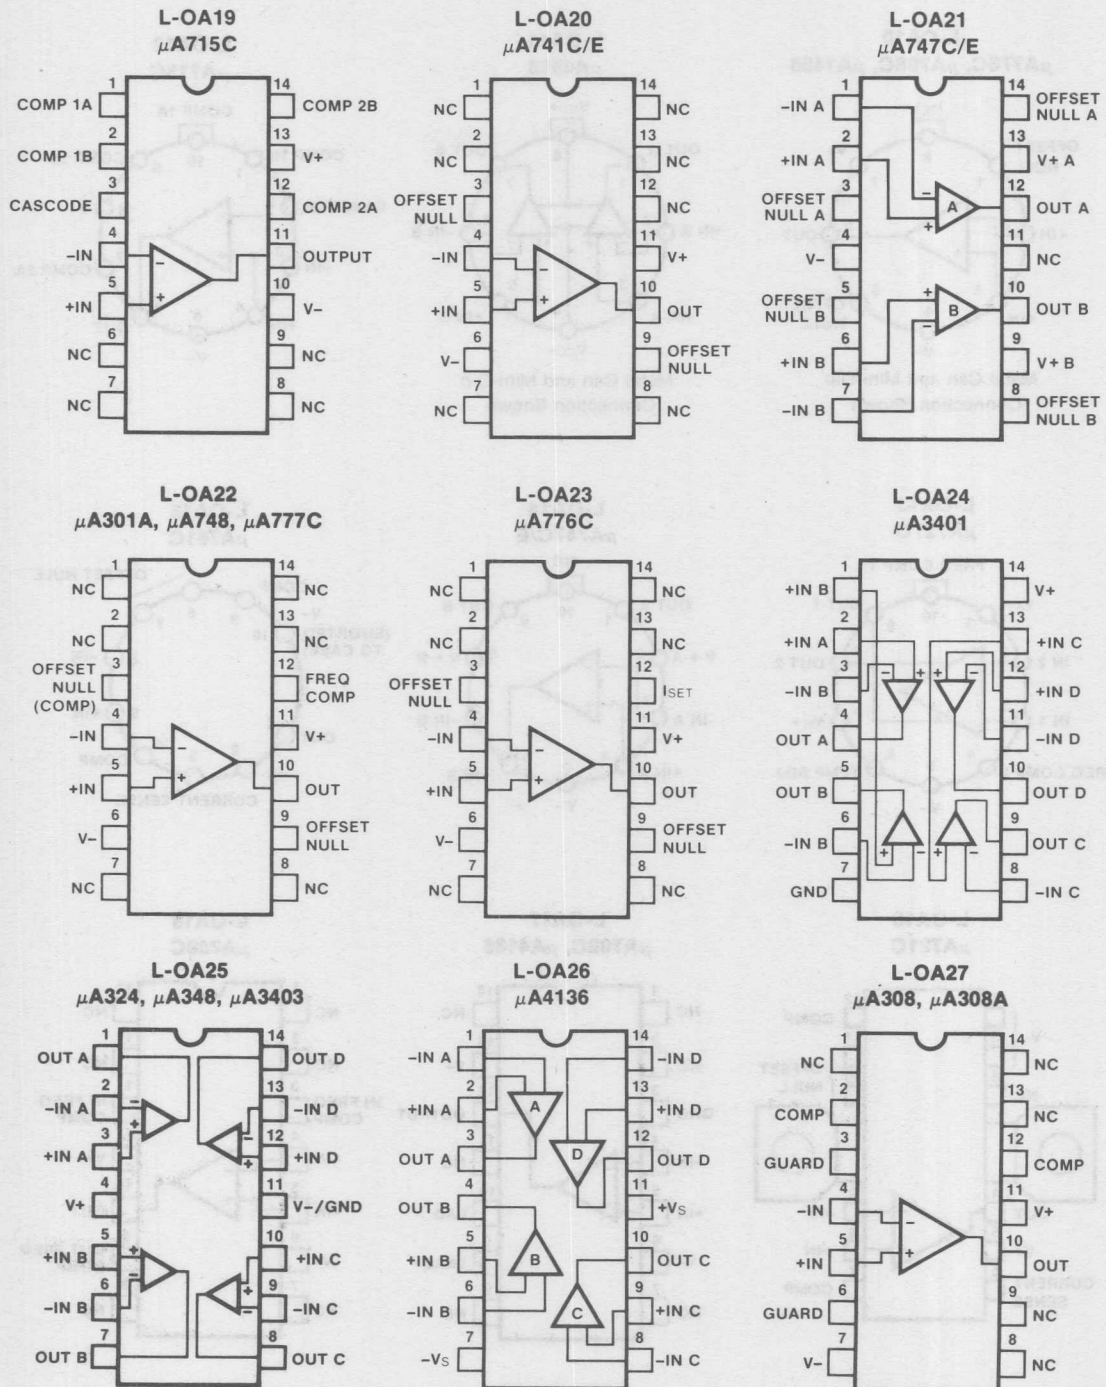 L-OA19
μA715C
1
COMP 1A
2
COMP 1B
3
CASCODE
4
-IN
5
+IN
6
NC
7
NC
14
COMP 2B
13
V+
12
COMP 2A
11
OUTPUT
10
V-
9
NC
8
NC
-
+
L-OA20
μA741C/E
1
NC
2
NC
3
OFFSET
NULL
4
-IN
5
+IN
6
V-
7
NC
14
NC
13
NC
12
NC
11
V+
10
OUT
9
OFFSET
NULL
8
NC
-
+
L-OA21
μA747C/E
1
-IN A
2
+IN A
3
OFFSET
NULL A
4
V-
5
OFFSET
NULL B
6
+IN B
7
-IN B
14
OFFSET
NULL A
13
V+ A
12
OUT A
11
NC
10
OUT B
9
V+ B
8
OFFSET
NULL B
-
A
+
+
B
-
L-OA22
μA301A, μA748, μA777C
1
NC
2
NC
3
OFFSET
NULL
(COMP)
4
-IN
5
+IN
6
V-
7
NC
14
NC
13
NC
12
FREQ
COMP
11
V+
10
OUT
9
OFFSET
NULL
8
NC
-
+
L-OA23
μA776C
1
NC
2
NC
3
OFFSET
NULL
4
-IN
5
+IN
6
V-
7
NC
14
NC
13
NC
12
ISET
11
V+
10
OUT
9
OFFSET
NULL
8
NC
-
+
L-OA24
μA3401
1
+IN B
2
+IN A
3
-IN B
4
OUT A
5
OUT B
6
-IN B
7
GND
14
V+
13
+IN C
12
+IN D
11
-IN D
10
OUT D
9
OUT C
8
-IN C
- + + -
+ - + -
L-OA25
μA324, μA348, μA3403
1
OUT A
2
-IN A
3
+IN A
4
V+
5
+IN B
6
-IN B
7
OUT B
14
OUT D
13
-IN D
12
+IN D
11
V-/GND
10
+IN C
9
-IN C
8
OUT C
-
+
-
+
+
-
+
-
L-OA26
μA4136
1
-IN A
2
+IN A
3
OUT A
4
OUT B
5
+IN B
6
-IN B
7
-VS
14
-IN D
13
+IN D
12
OUT D
11
+VS
10
OUT C
9
+IN C
8
-IN C
A
D
B
C
L-OA27
μA308, μA308A
1
NC
2
COMP
3
GUARD
4
-IN
5
+IN
6
GUARD
7
V-
14
NC
13
NC
12
COMP
11
V+
10
OUT
9
NC
8
NC
-
+